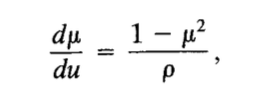 dμ/du = (1 − μ²)/ρ,